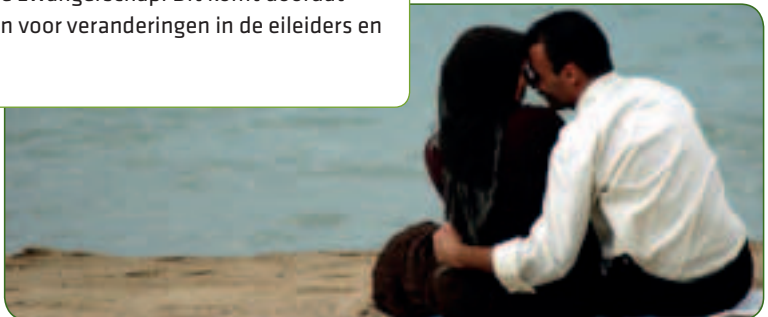 zwangerschap. Dit komt doordat
n voor veranderingen in de eileiders en